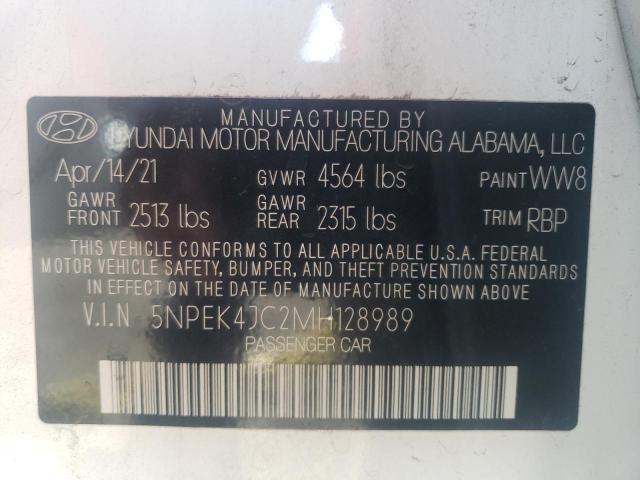 MANUFACTURED BY
HYUNDAI MOTOR MANUFACTURING ALABAMA, LLC
Apr/14/21 GVWR 4564 lbs PAINT WW8
GAWR FRONT 2513 lbs GAWR REAR 2315 lbs TRIM RBP
THIS VEHICLE CONFORMS TO ALL APPLICABLE U.S.A. FEDERAL
MOTOR VEHICLE SAFETY, BUMPER, AND THEFT PREVENTION STANDARDS
IN EFFECT ON THE DATE OF MANUFACTURE SHOWN ABOVE.
V.I.N 5NPEK4JC2MH128989
PASSENGER CAR